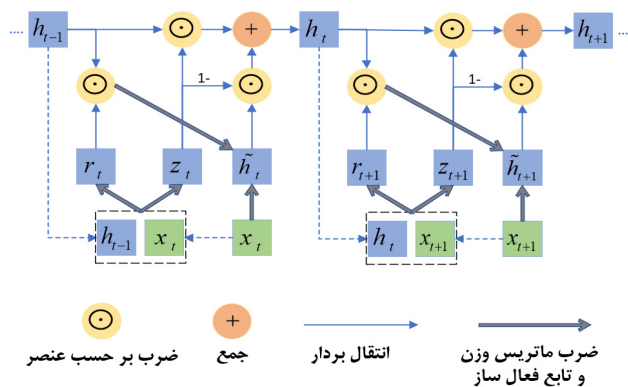 .... h_{t-1} ⊙ + h_t ⊙ + h_{t+1} ....
⊙ 1- ⊙ ⊙ 1- ⊙
r_t z_t h̃_t r_{t+1} z_{t+1} h̃_{t+1}
h_{t-1} x_t x_t h_t x_{t+1} x_{t+1}
⊙ +
ضرب بر حسب عنصر جمع انتقال بردار ضرب ماتریس وزن
و تابع فعال ساز